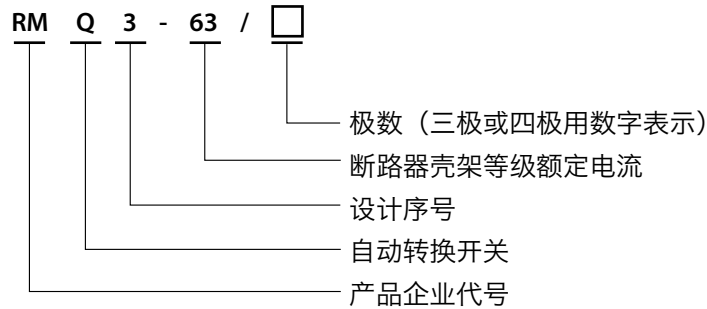 RM Q 3 - 63 / □
极数（三极或四极用数字表示）
断路器壳架等级额定电流
设计序号
自动转换开关
产品企业代号